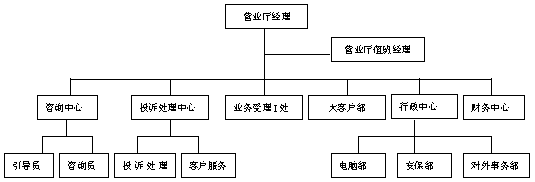 营业厅经理
营业厅值班经理
咨询中心
投诉处理中心
业务受理I处
大客户部
行政中心
财务中心
引导员
咨询员
投诉处理
客户服务
电脑部
安保部
对外事务部